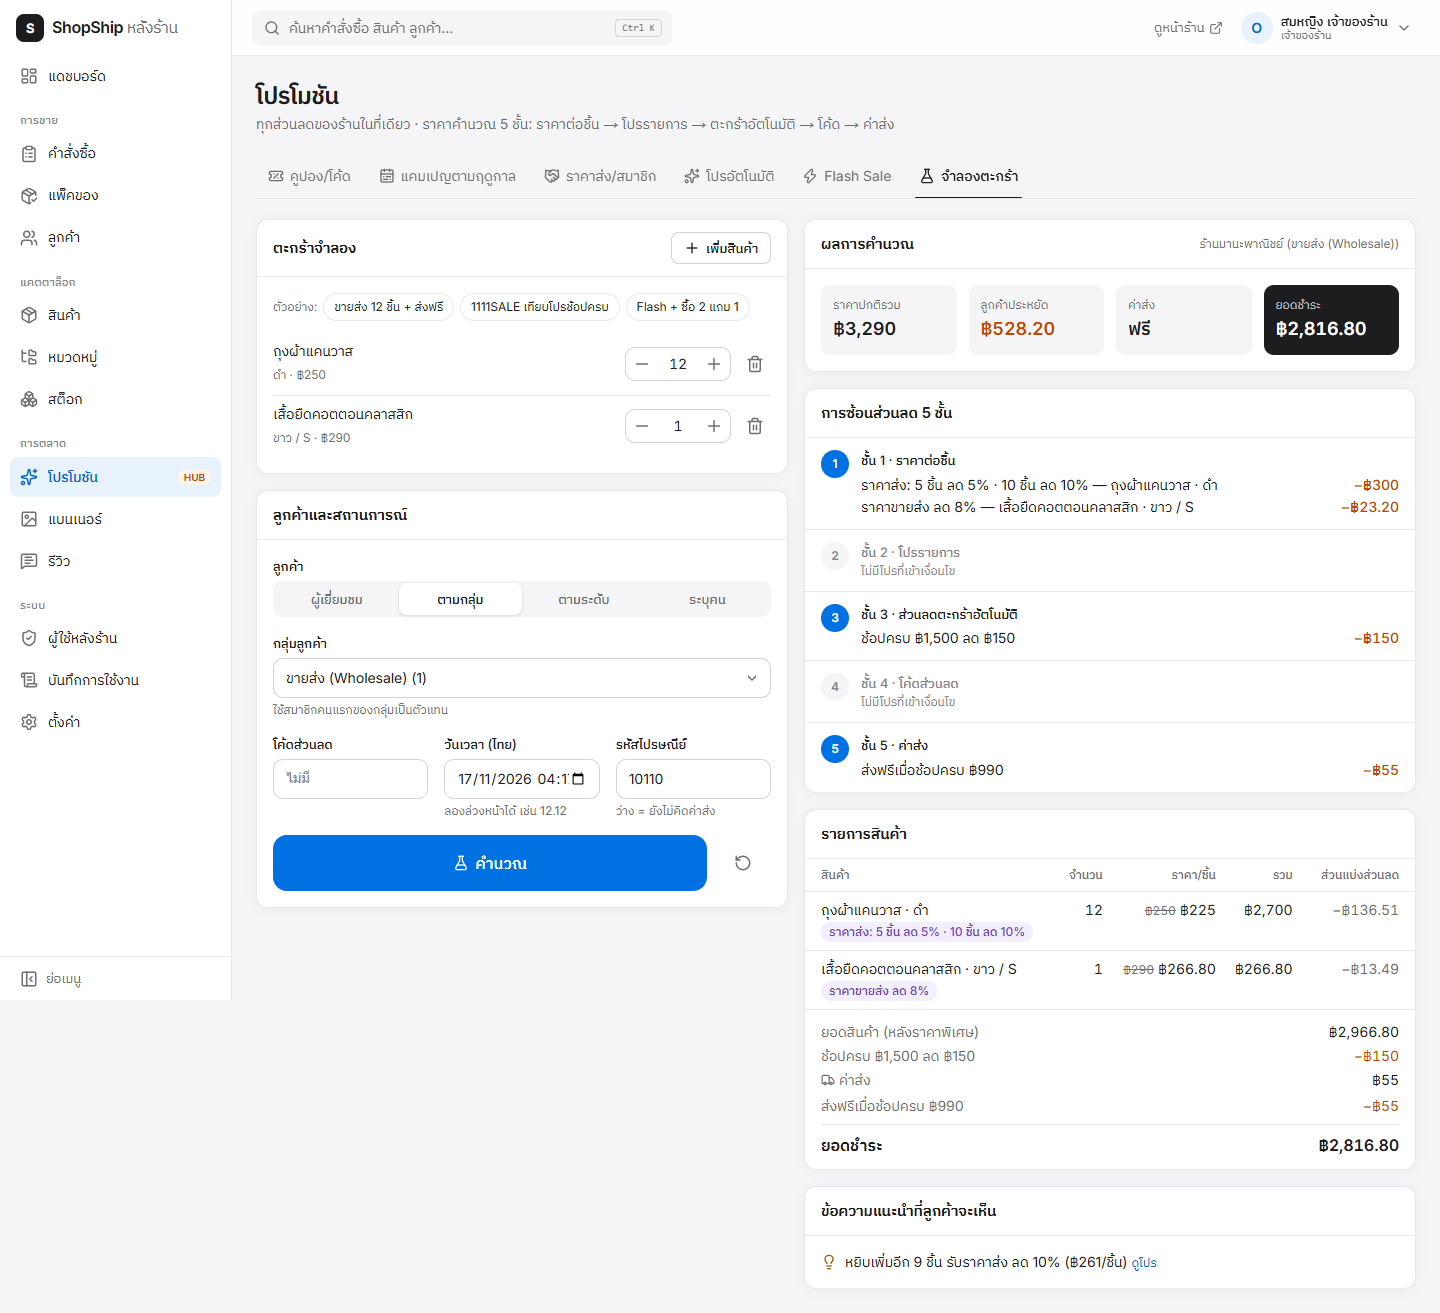 S ShopShip หลังร้าน
ค้นหาคำสั่งซื้อ สินค้า ลูกค้า... Ctrl K
ดูหน้าร้าน
O สมหญิง เจ้าของร้าน
เจ้าของร้าน
แดชบอร์ด
การขาย
คำสั่งซื้อ
แพ็คของ
ลูกค้า
แคตตาล็อก
สินค้า
หมวดหมู่
สต็อก
การตลาด
โปรโมชัน HUB
แบนเนอร์
รีวิว
ระบบ
ผู้ใช้หลังร้าน
บันทึกการใช้งาน
ตั้งค่า
ย่อเมนู
โปรโมชัน
ทุกส่วนลดของร้านในที่เดียว · ราคาคำนวณ 5 ชั้น: ราคาต่อชิ้น → โปรรายการ → ตะกร้าอัตโนมัติ → โค้ด → ค่าส่ง
คูปอง/โค้ด แคมเปญตามฤดูกาล ราคาส่ง/สมาชิก โปรอัตโนมัติ Flash Sale จำลองตะกร้า
ตะกร้าจำลอง เพิ่มสินค้า
ตัวอย่าง: ขายส่ง 12 ชิ้น + ส่งฟรี 1111SALE เทียบโปรช้อปครบ Flash + ซื้อ 2 แถม 1
ถุงผ้าแคนวาส
ดำ · ฿250
12
เสื้อยืดคอตตอนคลาสสิก
ขาว / S · ฿290
1
ลูกค้าและสถานการณ์
ลูกค้า
ผู้เยี่ยมชม ตามกลุ่ม ตามระดับ ระบุคน
กลุ่มลูกค้า
ขายส่ง (Wholesale) (1)
ใช้สมาชิกคนแรกของกลุ่มเป็นตัวแทน
โค้ดส่วนลด วันเวลา (ไทย) รหัสไปรษณีย์
ไม่มี 17/11/2026 04:1 10110
ลองล่วงหน้าได้ เช่น 12.12 ว่าง = ยังไม่คิดค่าส่ง
คำนวณ
ผลการคำนวณ ร้านมานะพาณิชย์ (ขายส่ง (Wholesale))
ราคาปกติรวม ลูกค้าประหยัด ค่าส่ง ยอดชำระ
฿3,290 ฿528.20 ฟรี ฿2,816.80
การซ้อนส่วนลด 5 ชั้น
1 ชั้น 1 · ราคาต่อชิ้น
ราคาส่ง: 5 ชิ้น ลด 5% · 10 ชิ้น ลด 10% — ถุงผ้าแคนวาส · ดำ −฿300
ราคาขายส่ง ลด 8% — เสื้อยืดคอตตอนคลาสสิก · ขาว / S −฿23.20
2 ชั้น 2 · โปรรายการ
ไม่มีโปรที่เข้าเงื่อนไข
3 ชั้น 3 · ส่วนลดตะกร้าอัตโนมัติ
ช้อปครบ ฿1,500 ลด ฿150 −฿150
4 ชั้น 4 · โค้ดส่วนลด
ไม่มีโปรที่เข้าเงื่อนไข
5 ชั้น 5 · ค่าส่ง
ส่งฟรีเมื่อช้อปครบ ฿990 −฿55
รายการสินค้า
สินค้า จำนวน ราคา/ชิ้น รวม ส่วนแบ่งส่วนลด
ถุงผ้าแคนวาส · ดำ 12 ฿250 ฿225 ฿2,700 −฿136.51
ราคาส่ง: 5 ชิ้น ลด 5% · 10 ชิ้น ลด 10%
เสื้อยืดคอตตอนคลาสสิก · ขาว / S 1 ฿290 ฿266.80 ฿266.80 −฿13.49
ราคาขายส่ง ลด 8%
ยอดสินค้า (หลังราคาพิเศษ) ฿2,966.80
ช้อปครบ ฿1,500 ลด ฿150 −฿150
ค่าส่ง ฿55
ส่งฟรีเมื่อช้อปครบ ฿990 −฿55
ยอดชำระ ฿2,816.80
ข้อความแนะนำที่ลูกค้าจะเห็น
หยิบเพิ่มอีก 9 ชิ้น รับราคาส่ง ลด 10% (฿261/ชิ้น) ดูโปร